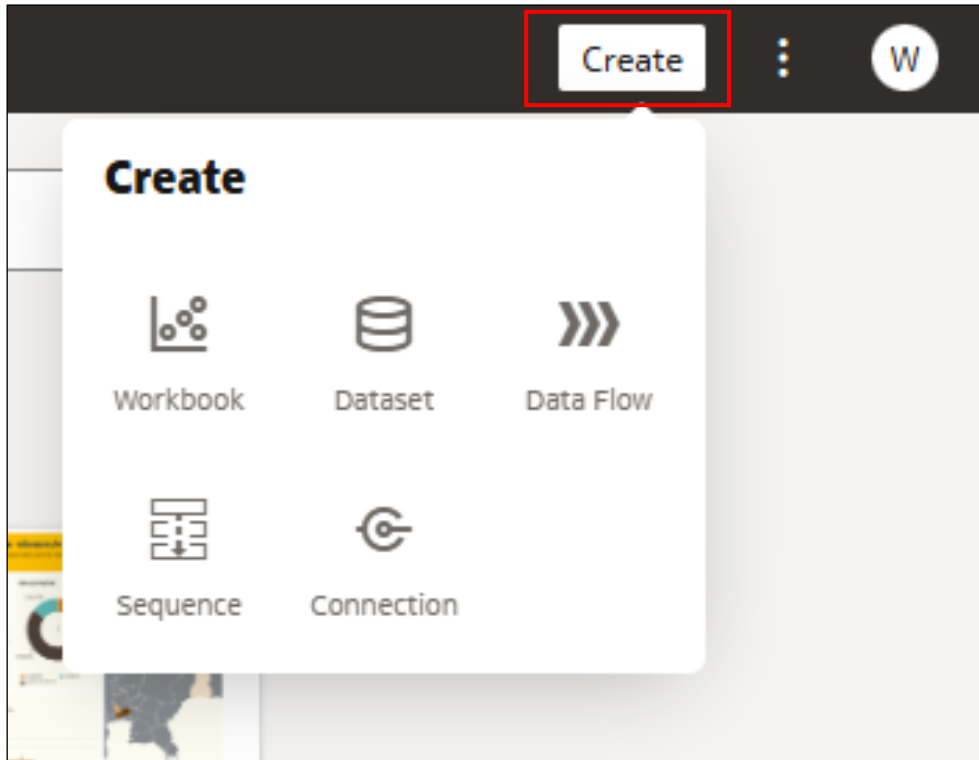 Create
W
Create
Workbook Dataset Data Flow
Sequence Connection